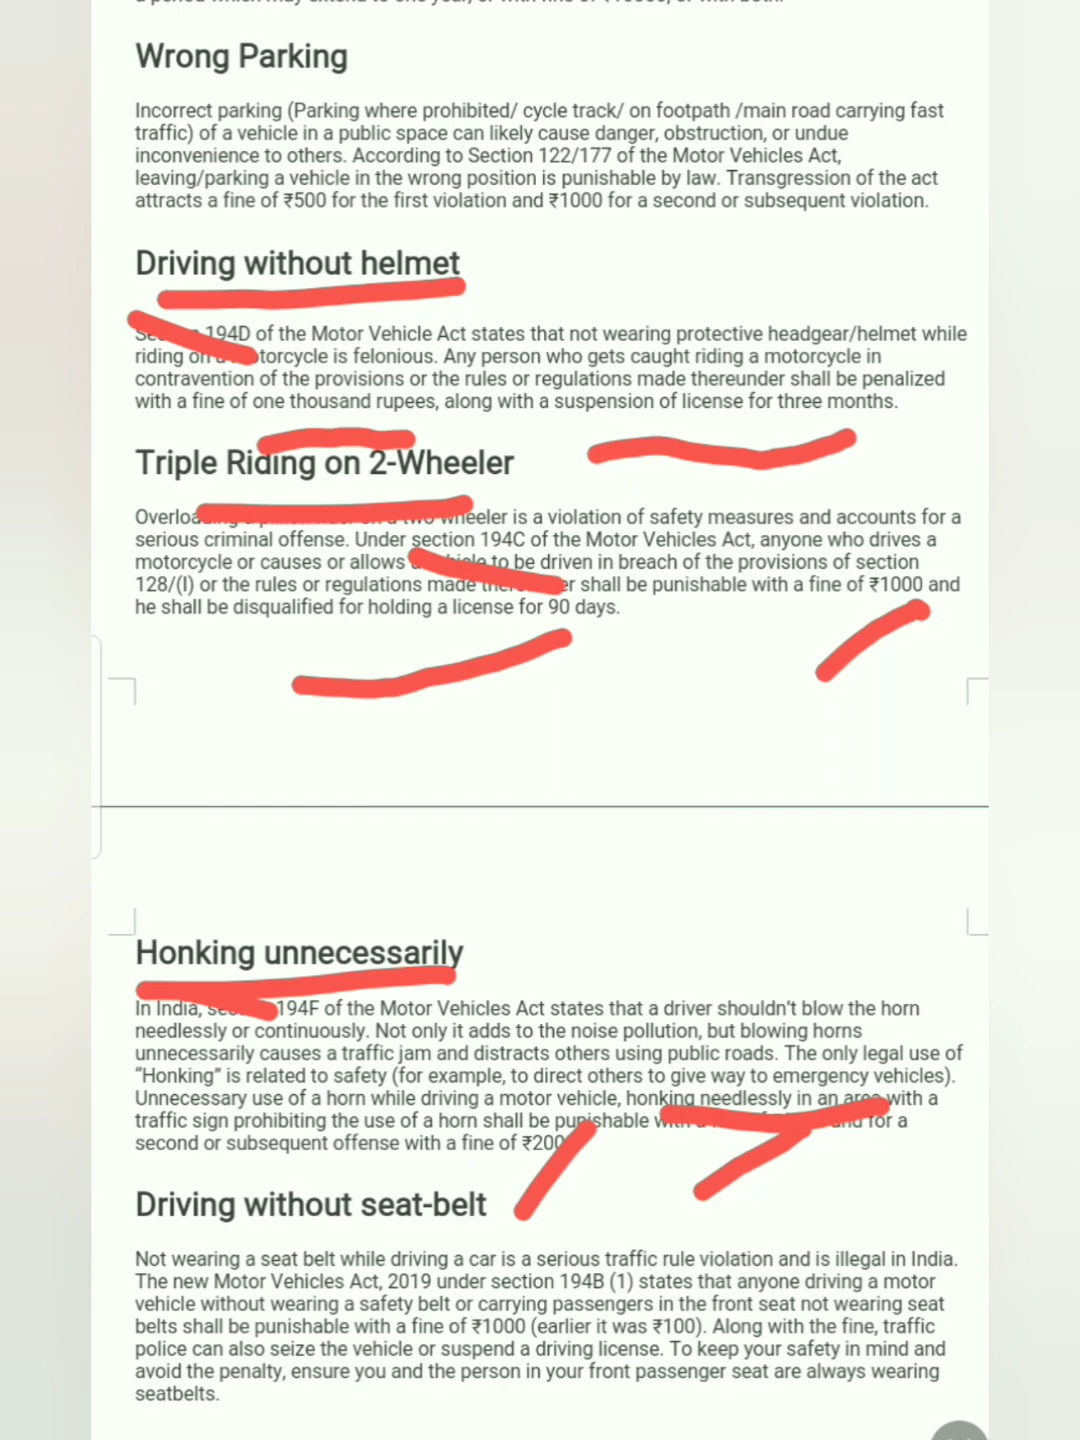 Wrong Parking
Incorrect parking (Parking where prohibited/ cycle track/ on footpath /main road carrying fast
traffic) of a vehicle in a public space can likely cause danger, obstruction, or undue
inconvenience to others. According to Section 122/177 of the Motor Vehicles Act,
leaving/parking a vehicle in the wrong position is punishable by law. Transgression of the act
attracts a fine of ₹500 for the first violation and ₹1000 for a second or subsequent violation.
Driving without helmet
194D of the Motor Vehicle Act states that not wearing protective headgear/helmet while
riding on torcycle is felonious. Any person who gets caught riding a motorcycle in
contravention of the provisions or the rules or regulations made thereunder shall be penalized
with a fine of one thousand rupees, along with a suspension of license for three months.
Triple Riding on 2-Wheeler
wheeler is a violation of safety measures and accounts for a
serious criminal offense. Under section 194C of the Motor Vehicles Act, anyone who drives a
motorcycle or causes or allows to be driven in breach of the provisions of section
128/(I) or the rules or regulations made er shall be punishable with a fine of ₹1000 and
he shall be disqualified for holding a license for 90 days.
Honking unnecessarily
In India, 194F of the Motor Vehicles Act states that a driver shouldn't blow the horn
needlessly or continuously. Not only it adds to the noise pollution, but blowing horns
unnecessarily causes a traffic jam and distracts others using public roads. The only legal use of
“Honking” is related to safety (for example, to direct others to give way to emergency vehicles).
Unnecessary use of a horn while driving a motor vehicle, honking needlessly in an area with a
traffic sign prohibiting the use of a horn shall be punishable and for a
second or subsequent offense with a fine of
Driving without seat-belt
Not wearing a seat belt while driving a car is a serious traffic rule violation and is illegal in India.
The new Motor Vehicles Act, 2019 under section 194B (1) states that anyone driving a motor
vehicle without wearing a safety belt or carrying passengers in the front seat not wearing seat
belts shall be punishable with a fine of ₹1000 (earlier it was ₹100). Along with the fine, traffic
police can also seize the vehicle or suspend a driving license. To keep your safety in mind and
avoid the penalty, ensure you and the person in your front passenger seat are always wearing
seatbelts.